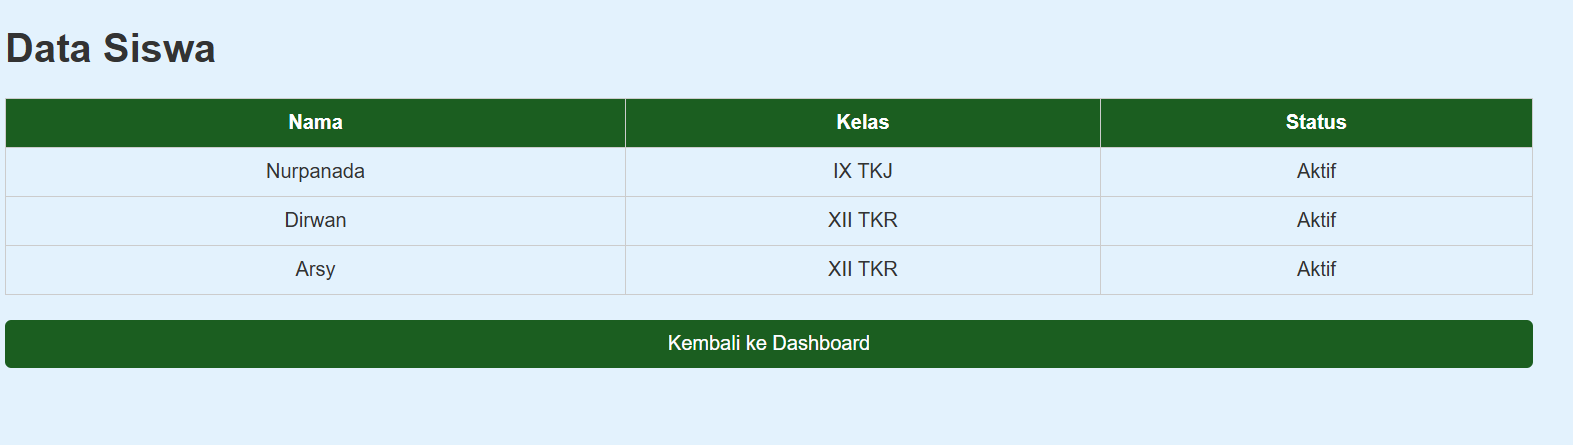 Data Siswa
Nama Kelas Status
Nurpanada IX TKJ Aktif
Dirwan XII TKR Aktif
Arsy XII TKR Aktif
Kembali ke Dashboard